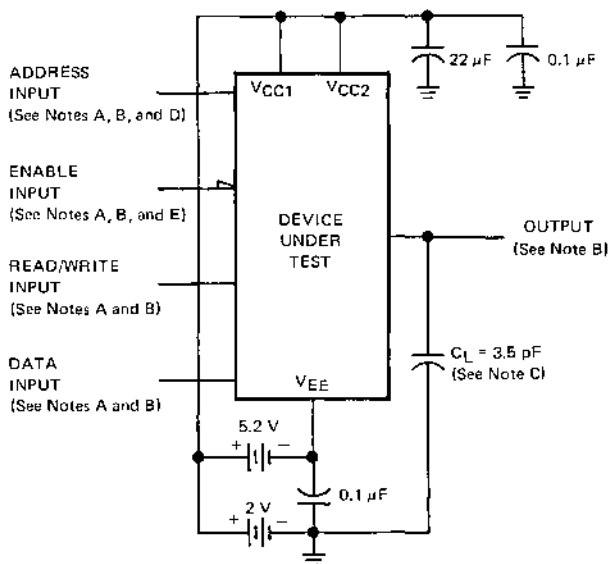 22 µF
0.1 µF
VCC1
VCC2
ADDRESS
INPUT
(See Notes A, B, and D)
ENABLE
INPUT
(See Notes A, B, and E)
DEVICE
UNDER
TEST
OUTPUT
(See Note B)
READ/WRITE
INPUT
(See Notes A and B)
CL = 3.5 pF
(See Note C)
DATA
INPUT
(See Notes A and B)
VEE
5.2 V
+ −
0.1 µF
2 V
+ −